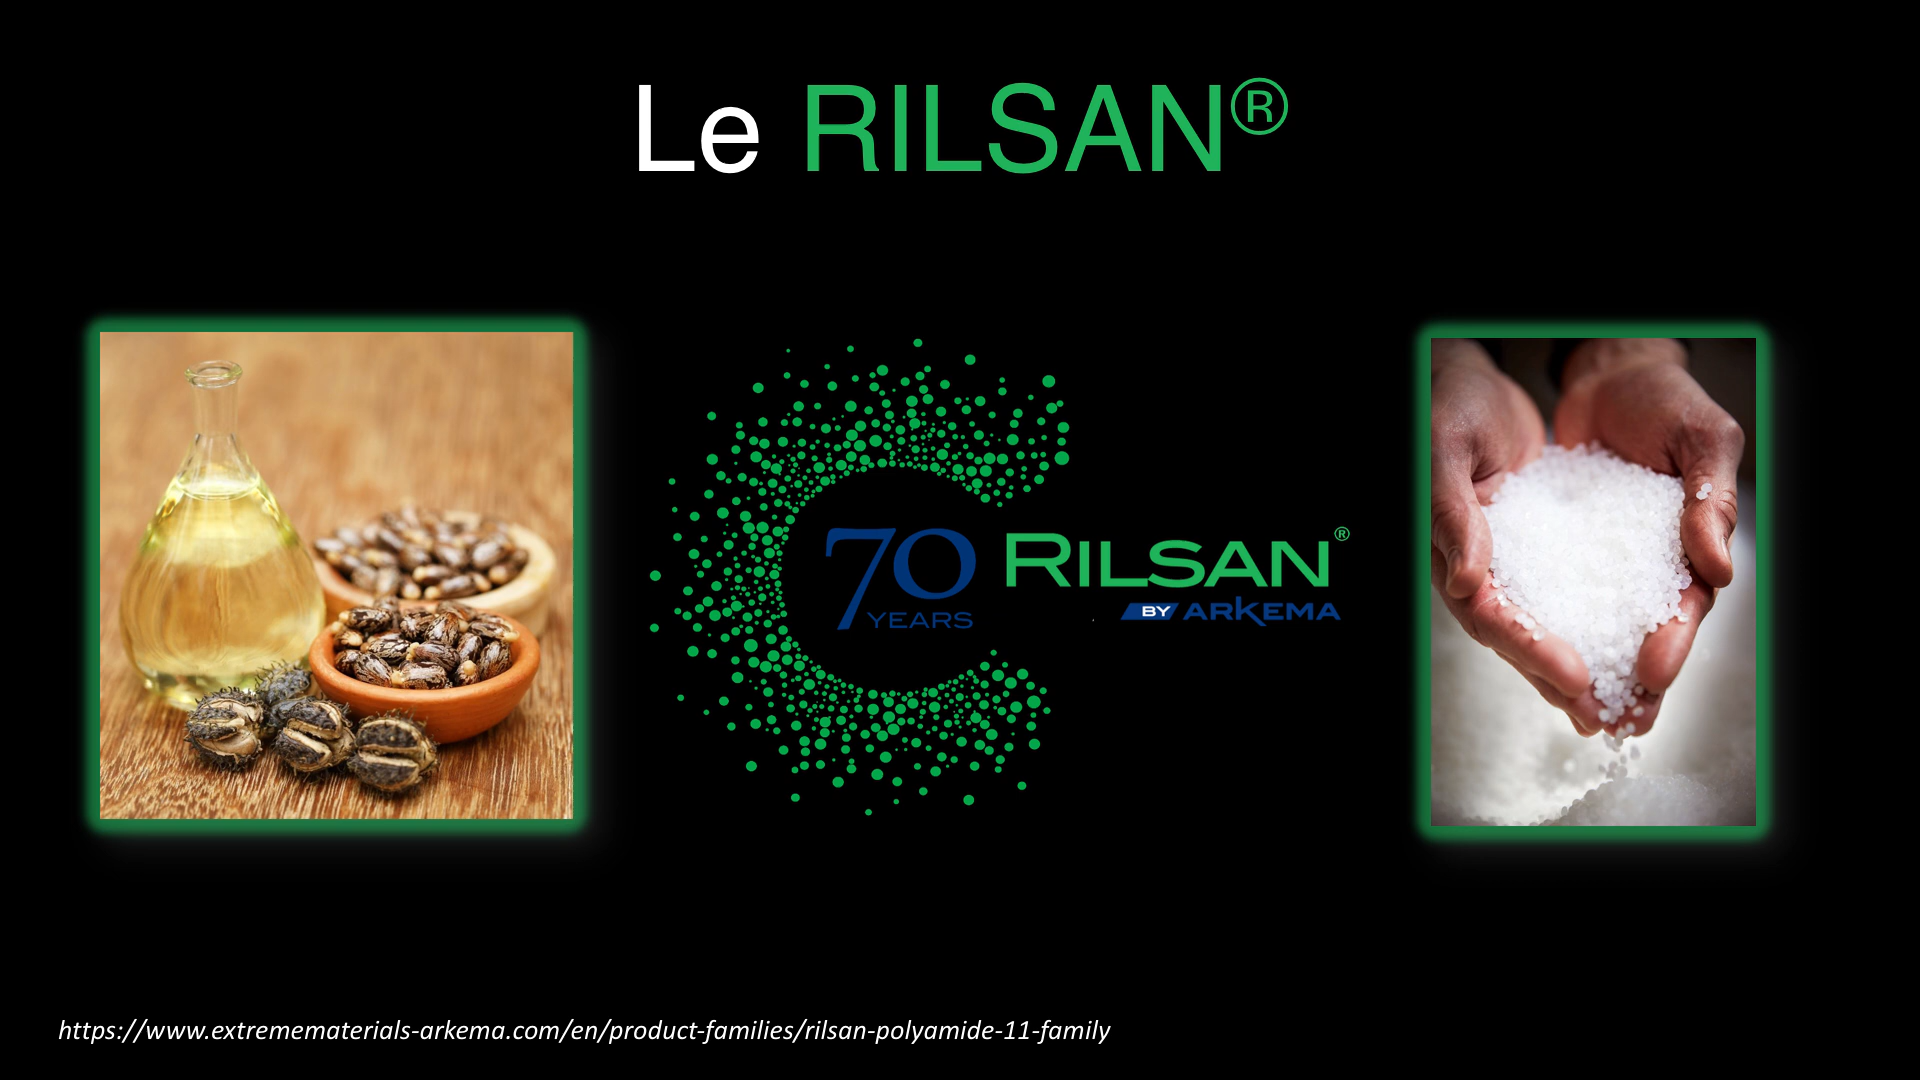 Le RILSAN®
70
YEARS
RILSAN®
BY ARKEMA
https://www.extremematerials-arkema.com/en/product-families/rilsan-polyamide-11-family